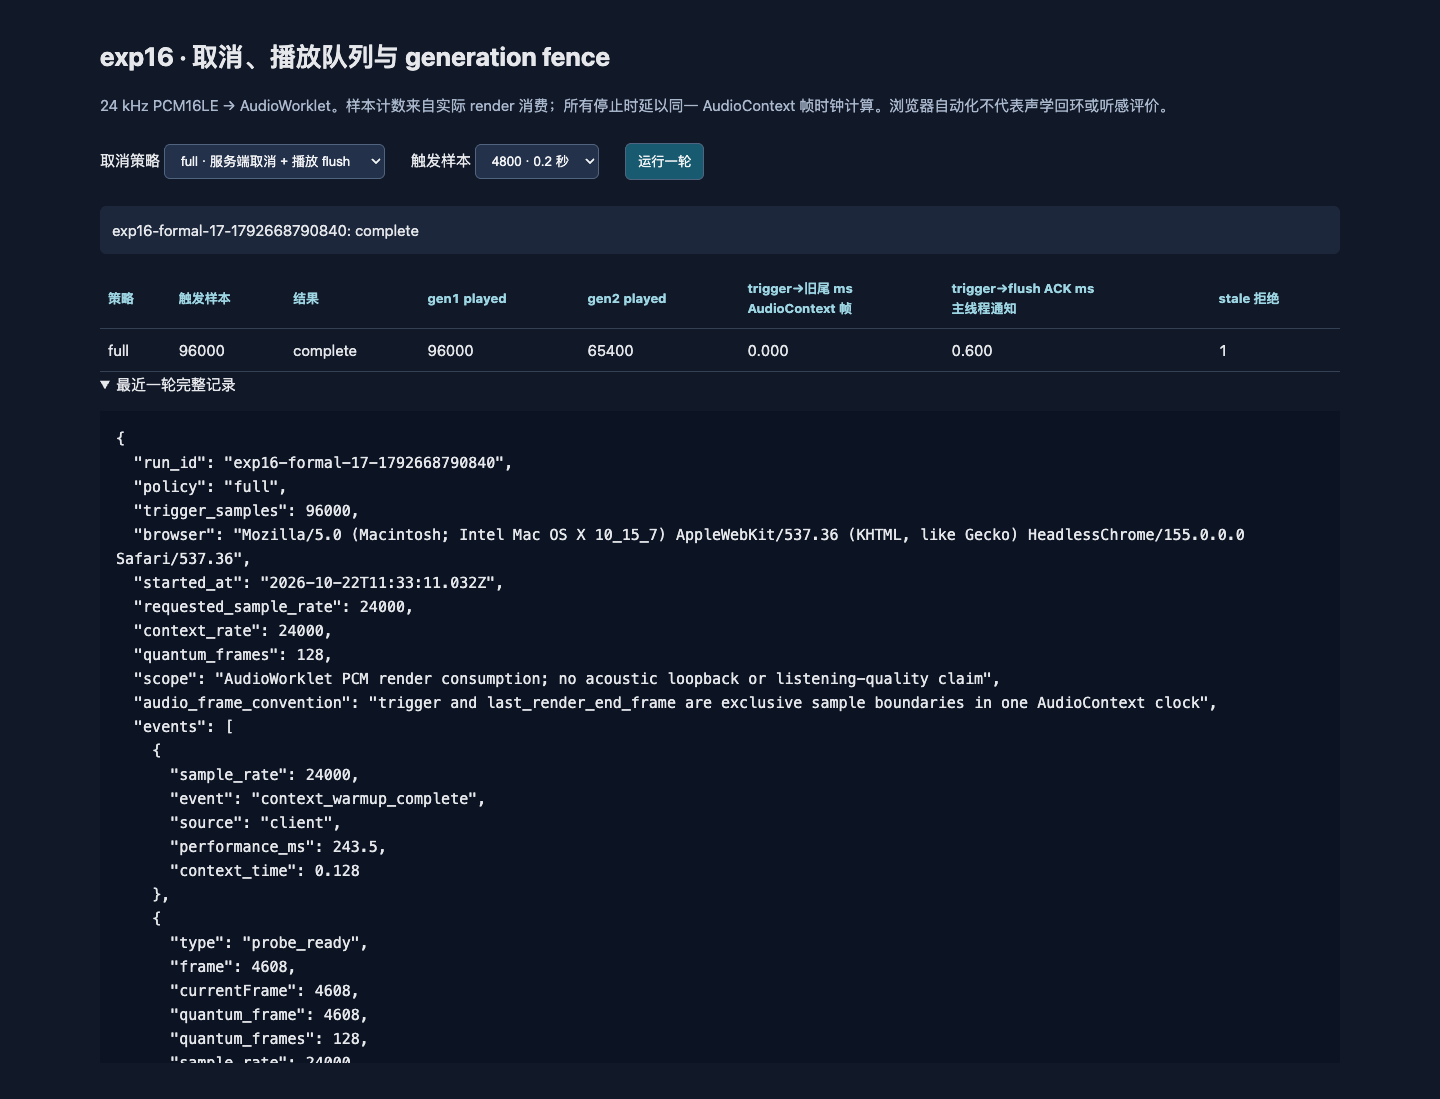 exp16 · 取消、播放队列与 generation fence
24 kHz PCM16LE → AudioWorklet。样本计数来自实际 render 消费；所有停止时延以同一 AudioContext 帧时钟计算。浏览器自动化不代表声学回环或听感评价。
取消策略 full · 服务端取消 + 播放 flush 触发样本 4800 · 0.2 秒 运行一轮
exp16-formal-17-1792668790840: complete
策略 触发样本 结果 gen1 played gen2 played trigger→旧尾 ms trigger→flush ACK ms stale 拒绝
AudioContext 帧 主线程通知
full 96000 complete 96000 65400 0.000 0.600 1
▼ 最近一轮完整记录
{
"run_id": "exp16-formal-17-1792668790840",
"policy": "full",
"trigger_samples": 96000,
"browser": "Mozilla/5.0 (Macintosh; Intel Mac OS X 10_15_7) AppleWebKit/537.36 (KHTML, like Gecko) HeadlessChrome/155.0.0.0
Safari/537.36",
"started_at": "2026-10-22T11:33:11.032Z",
"requested_sample_rate": 24000,
"context_rate": 24000,
"quantum_frames": 128,
"scope": "AudioWorklet PCM render consumption; no acoustic loopback or listening-quality claim",
"audio_frame_convention": "trigger and last_render_end_frame are exclusive sample boundaries in one AudioContext clock",
"events": [
{
"sample_rate": 24000,
"event": "context_warmup_complete",
"source": "client",
"performance_ms": 243.5,
"context_time": 0.128
},
{
"type": "probe_ready",
"frame": 4608,
"currentFrame": 4608,
"quantum_frame": 4608,
"quantum_frames": 128,
"sample_rate": 24000